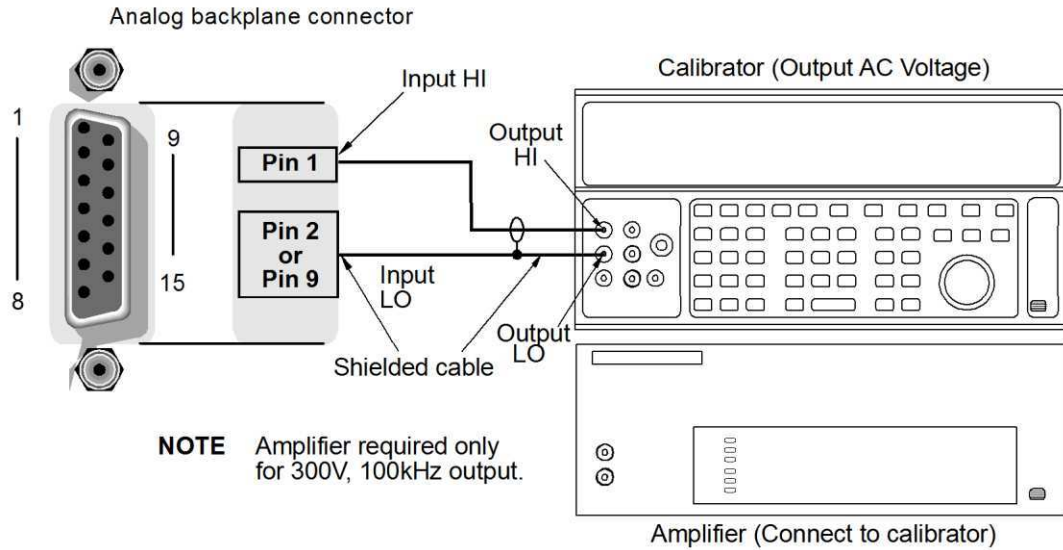 Analog backplane connector
Calibrator (Output AC Voltage)
Input HI
Output
HI
1
9
Pin 1
Pin 2
or
Pin 9
Input
LO
8
15
Output
LO
Shielded cable
NOTE Amplifier required only
for 300V, 100kHz output.
Amplifier (Connect to calibrator)